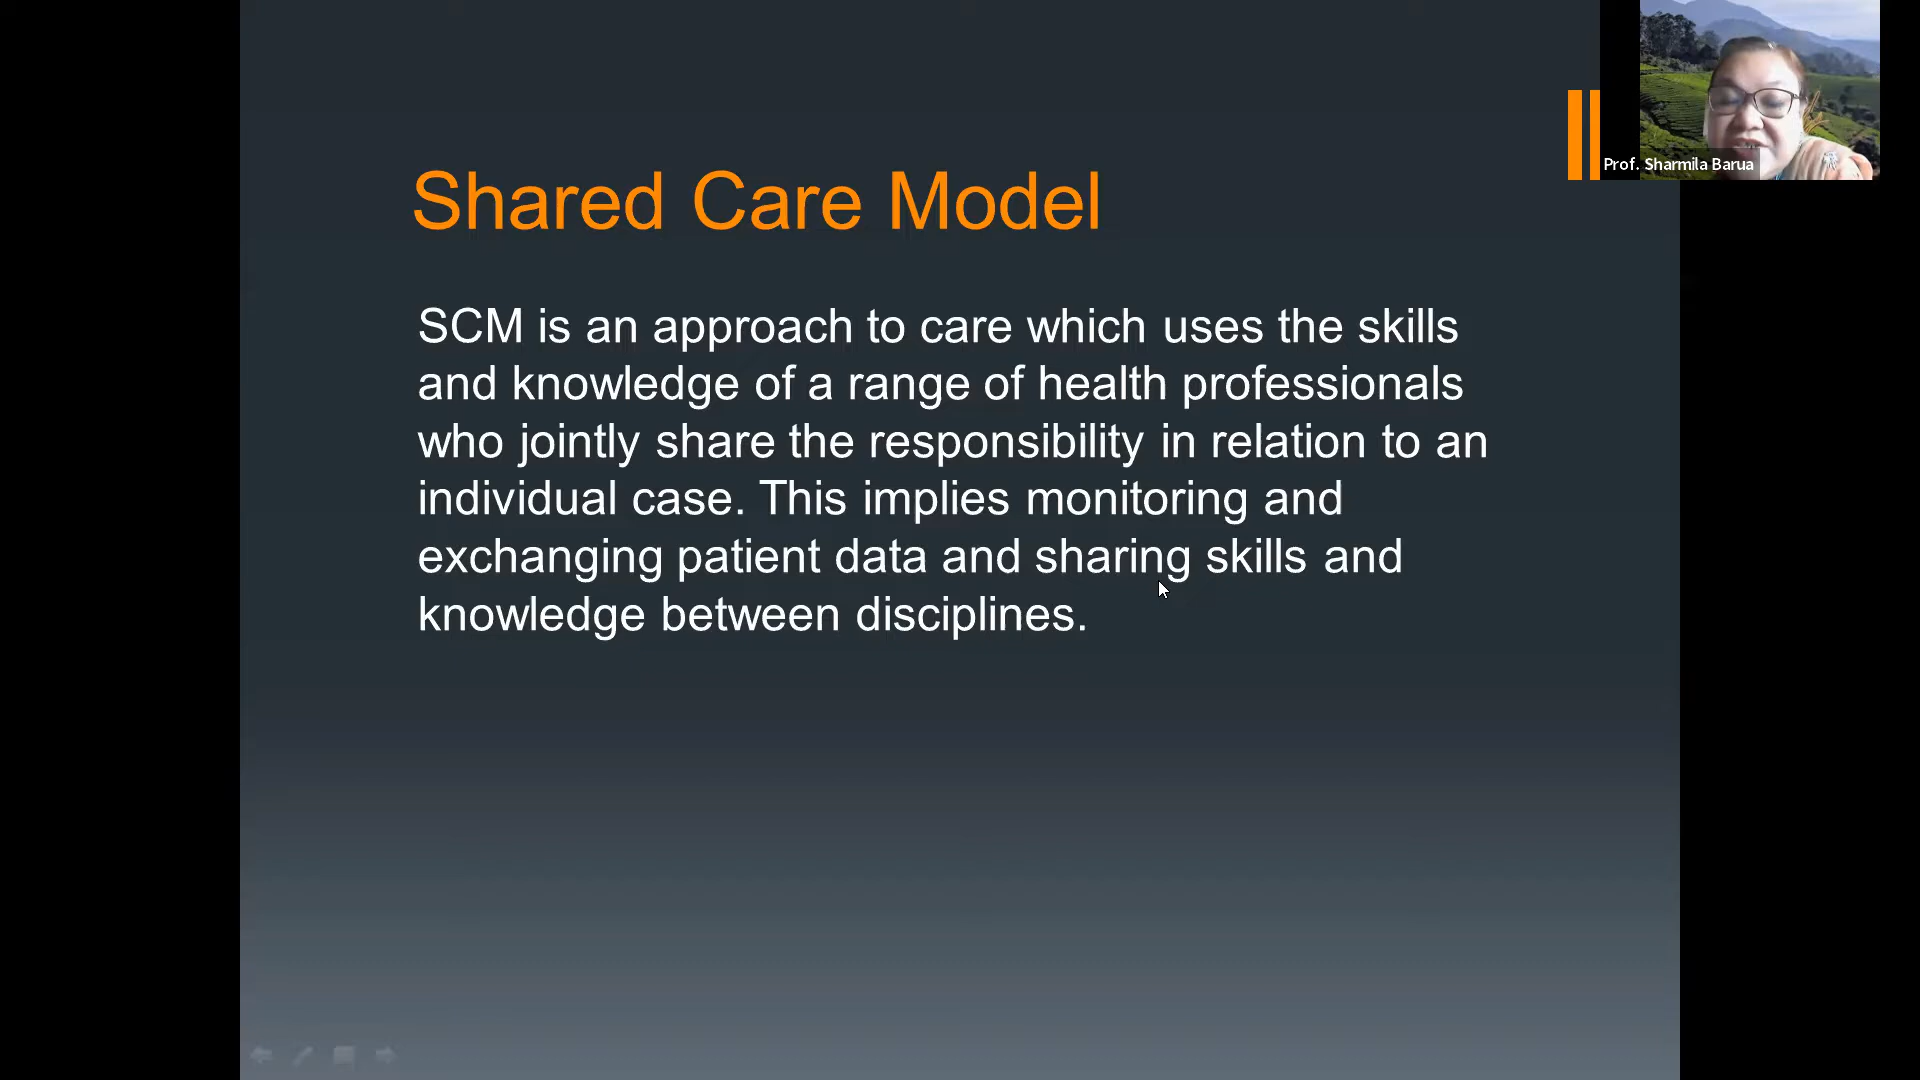 Prof. Sharmila Barua
Shared Care Model
SCM is an approach to care which uses the skills
and knowledge of a range of health professionals
who jointly share the responsibility in relation to an
individual case. This implies monitoring and
exchanging patient data and sharing skills and
knowledge between disciplines.